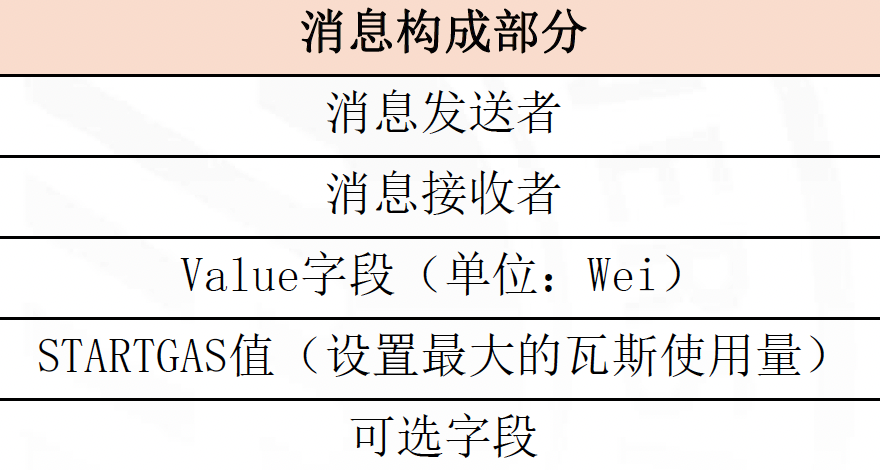 消息构成部分
消息发送者
消息接收者
Value字段（单位：Wei）
STARTGAS值（设置最大的瓦斯使用量）
可选字段